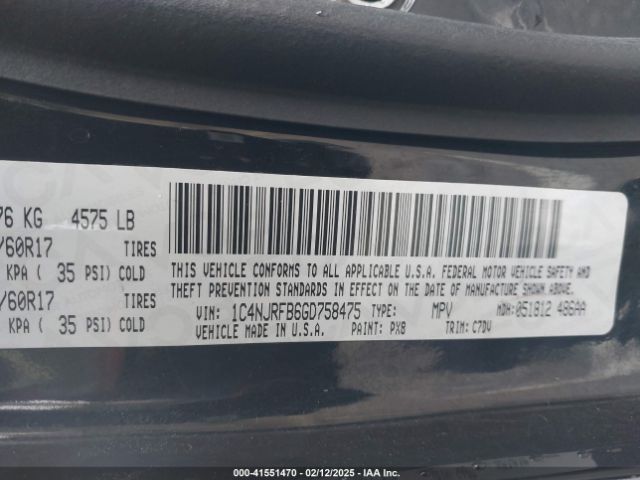 76 KG 4575 LB
/60R17 TIRES
KPA ( 35 PSI) COLD
/60R17 TIRES
KPA ( 35 PSI) COLD
THIS VEHICLE CONFORMS TO ALL APPLICABLE U.S.A. FEDERAL MOTOR VEHICLE SAFETY AND
THEFT PREVENTION STANDARDS IN EFFECT ON THE DATE OF MANUFACTURE SHOWN ABOVE.
VIN: 1C4NJRFB6GD758475 TYPE: MPV MDH: 051812 486AA
VEHICLE MADE IN U.S.A. PAINT: PX8 TRIM: C7DV
000-41551470 - 02/12/2025 - IAA Inc.